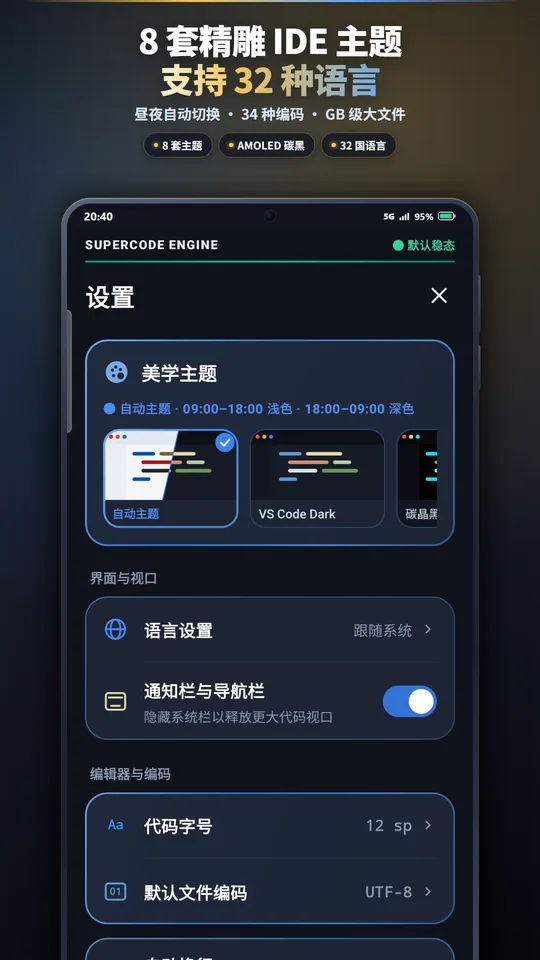 8 套精雕 IDE 主题
支持 32 种语言
昼夜自动切换 • 34 种编码 • GB 级大文件
8 套主题
AMOLED 碳黑
32 国语言
20:40
5G
95%
SUPERCODE ENGINE
默认稳态
设置
美学主题
自动主题 · 09:00–18:00 浅色 · 18:00–09:00 深色
自动主题
VS Code Dark
碳晶黑
界面与视口
语言设置
跟随系统
通知栏与导航栏
隐藏系统栏以释放更大代码视口
编辑器与编码
Aa
代码字号
12 sp
01
默认文件编码
UTF-8